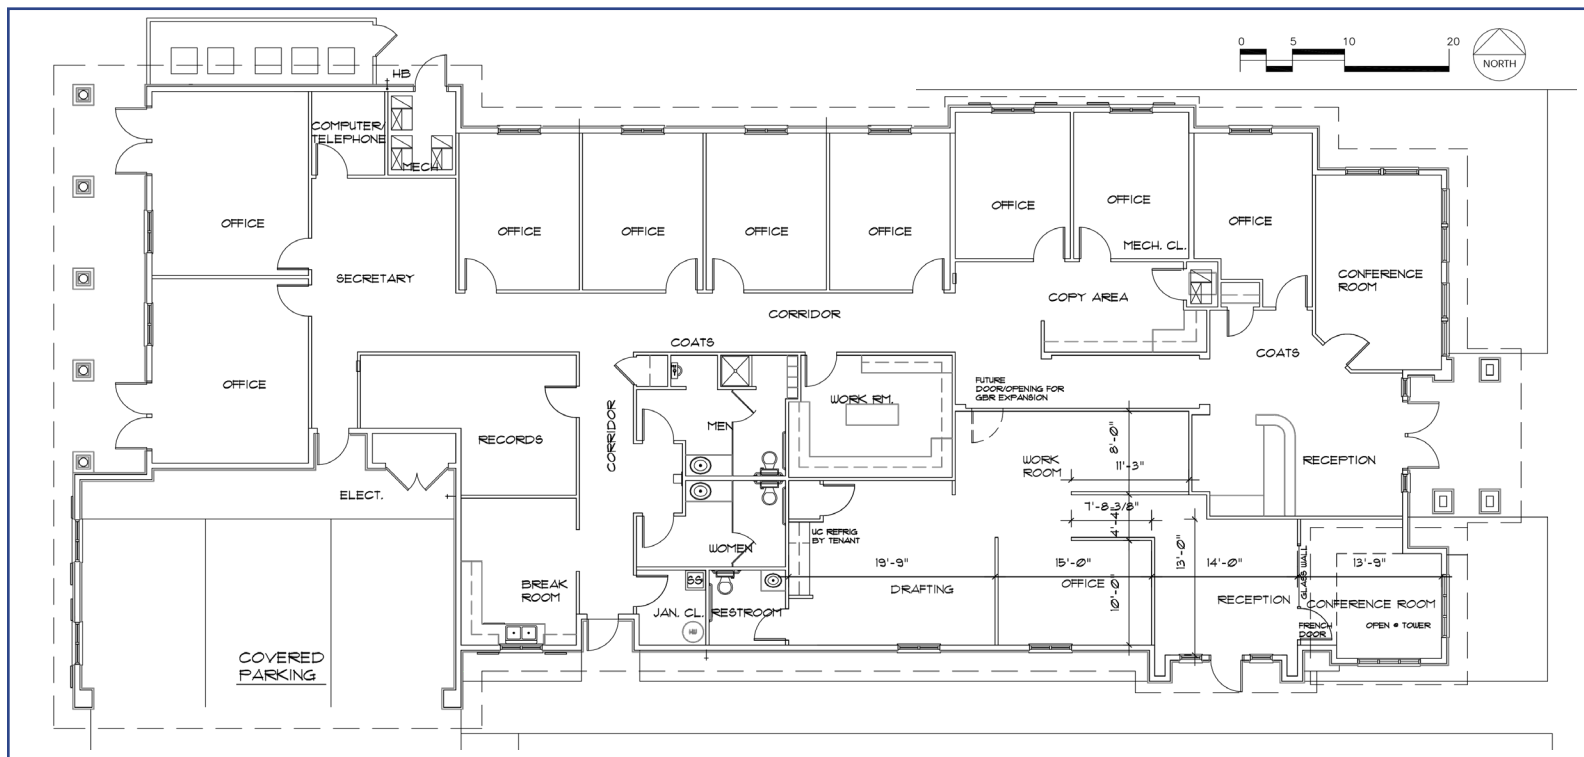 0 5 10 20
NORTH
HB
COMPUTER/
TELEPHONE
MECH
OFFICE
OFFICE
OFFICE
OFFICE
OFFICE
OFFICE
OFFICE
OFFICE
MECH. CL.
SECRETARY
COPY AREA
CONFERENCE
ROOM
CORRIDOR
COATS
COATS
OFFICE
FUTURE
DOOR/OPENING FOR
GBR EXPANSION
WORK RM.
CORRIDOR
MEN
RECORDS
8'-0"
WORK
ROOM
11'-3"
RECEPTION
ELECT.
7'-8 3/8"
4'-4"
UC REFRIG
BY TENANT
WOMEN
13'-0"
19'-9"
15'-0"
14'-0"
GLASS WALL
13'-9"
BREAK
ROOM
SS
DRAFTING
OFFICE
10'-0"
RECEPTION
CONFERENCE ROOM
JAN. CL.
RESTROOM
HW
FRENCH
DOOR
OPEN @ TOWER
COVERED
PARKING